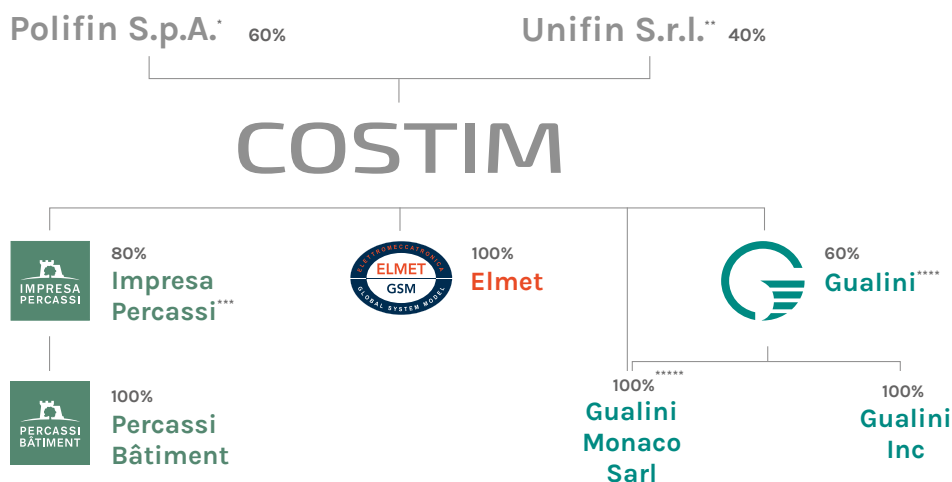 Polifin S.p.A.* 60%
Unifin S.r.l.** 40%
COSTIM
IMPRESA
PERCASSI
80%
Impresa
Percassi***
ELETTROMECCATRONICA
ELMET
GSM
GLOBAL SYSTEM MODEL
100%
Elmet
60%
Gualini****
PERCASSI
BÂTIMENT
100%
Percassi
Bâtiment
100% *****
Gualini
Monaco
Sarl
100%
Gualini
Inc